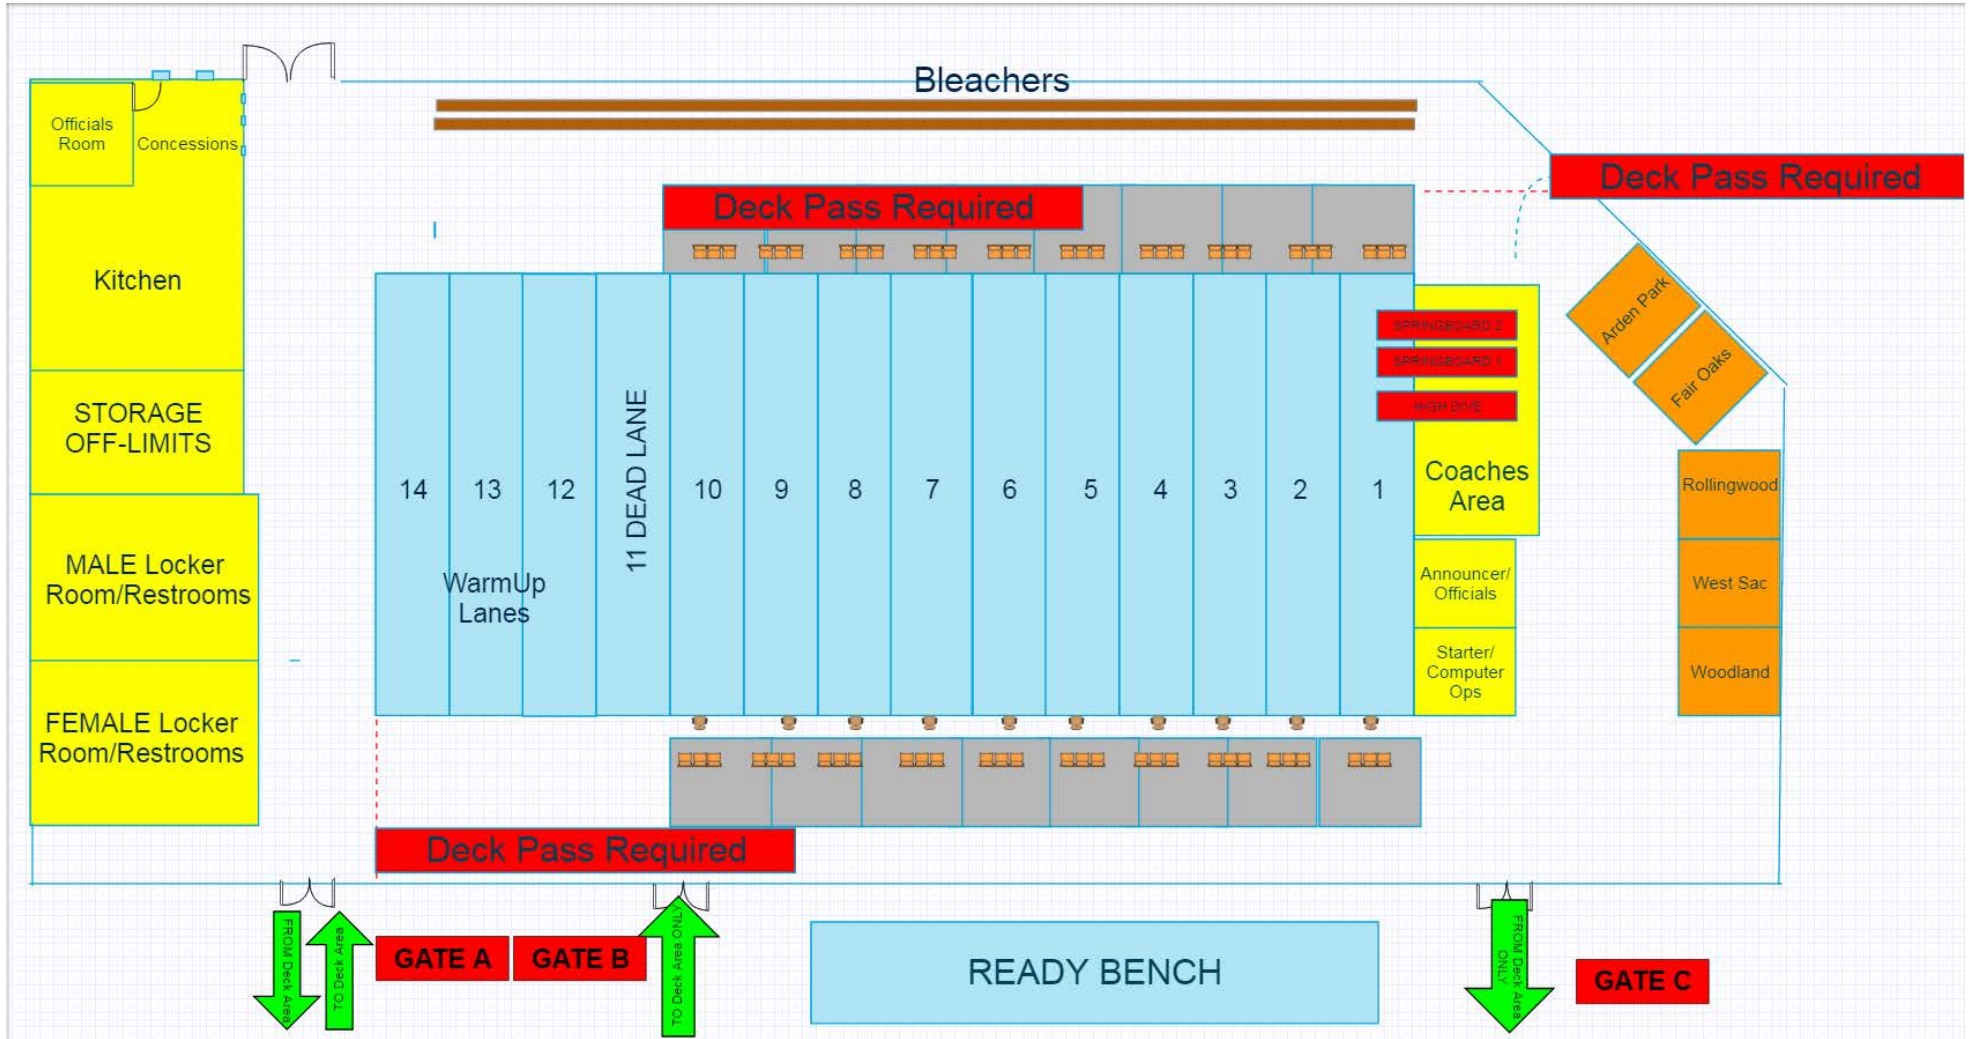 Bleachers
Officials
Room
Concessions
Deck Pass Required
Deck Pass Required
Kitchen
Arden Park
SPRINGBOARD 2
SPRINGBOARD 1
Fair Oaks
HIGH DIVE
STORAGE
OFF-LIMITS
11 DEAD LANE
14
13
12
10
9
8
7
6
5
4
3
2
1
Coaches
Area
Rollingwood
MALE Locker
Room/Restrooms
WarmUp
Lanes
Announcer/
Officials
West Sac
Starter/
Computer
Ops
Woodland
FEMALE Locker
Room/Restrooms
Deck Pass Required
FROM Deck Area
TO Deck Area
GATE A
GATE B
TO Deck Area ONLY
READY BENCH
FROM Deck Area
ONLY
GATE C